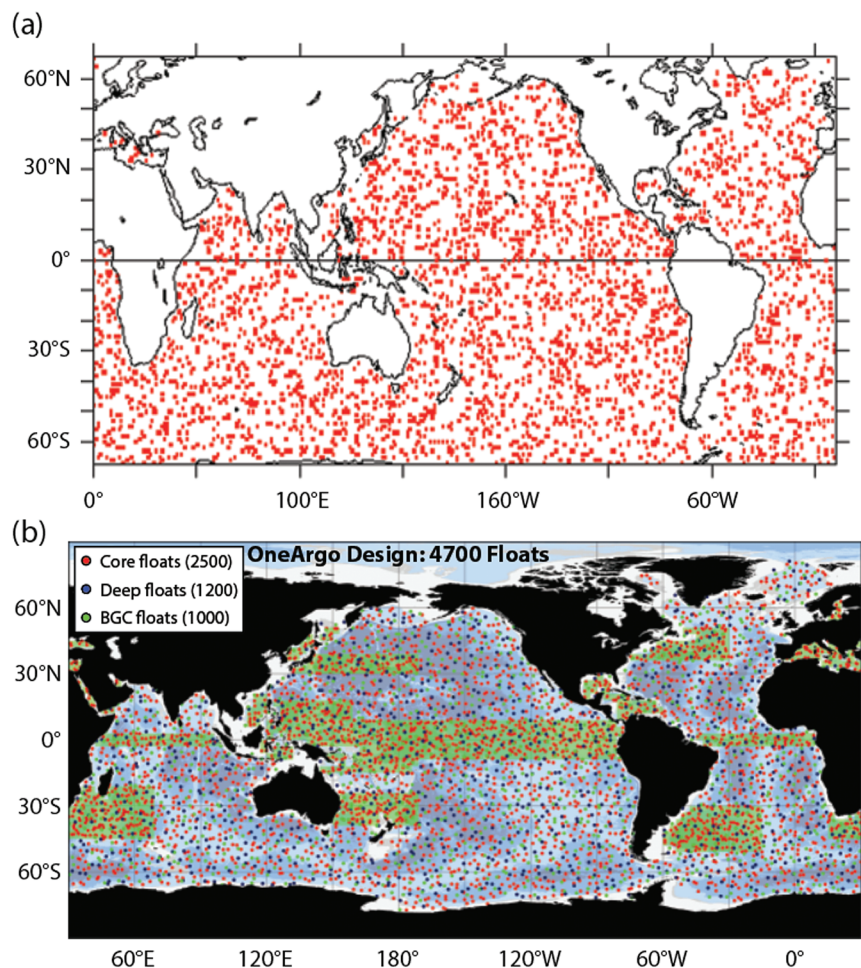 (a)
60°N
30°N
0°
30°S
60°S
0° 100°E 160°W 60°W
(b)
OneArgo Design: 4700 Floats
Core floats (2500)
Deep floats (1200)
BGC floats (1000)
60°N
30°N
0°
30°S
60°S
60°E 120°E 180° 120°W 60°W 0°